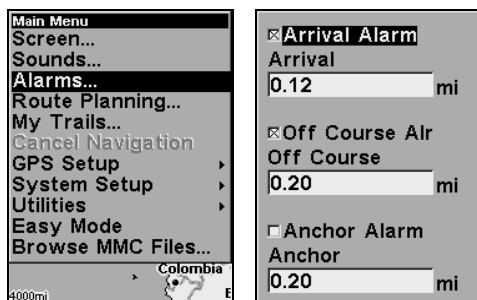 Main Menu
Screen...
Sounds...
Alarms...
Route Planning...
My Trails...
Cancel Navigation
GPS Setup
System Setup
Utilities
Easy Mode
Browse MMC Files...
Colombia
4000mi
E
Arrival Alarm
Arrival
0.12 mi
Off Course Alr
Off Course
0.20 mi
Anchor Alarm
Anchor
0.20 mi